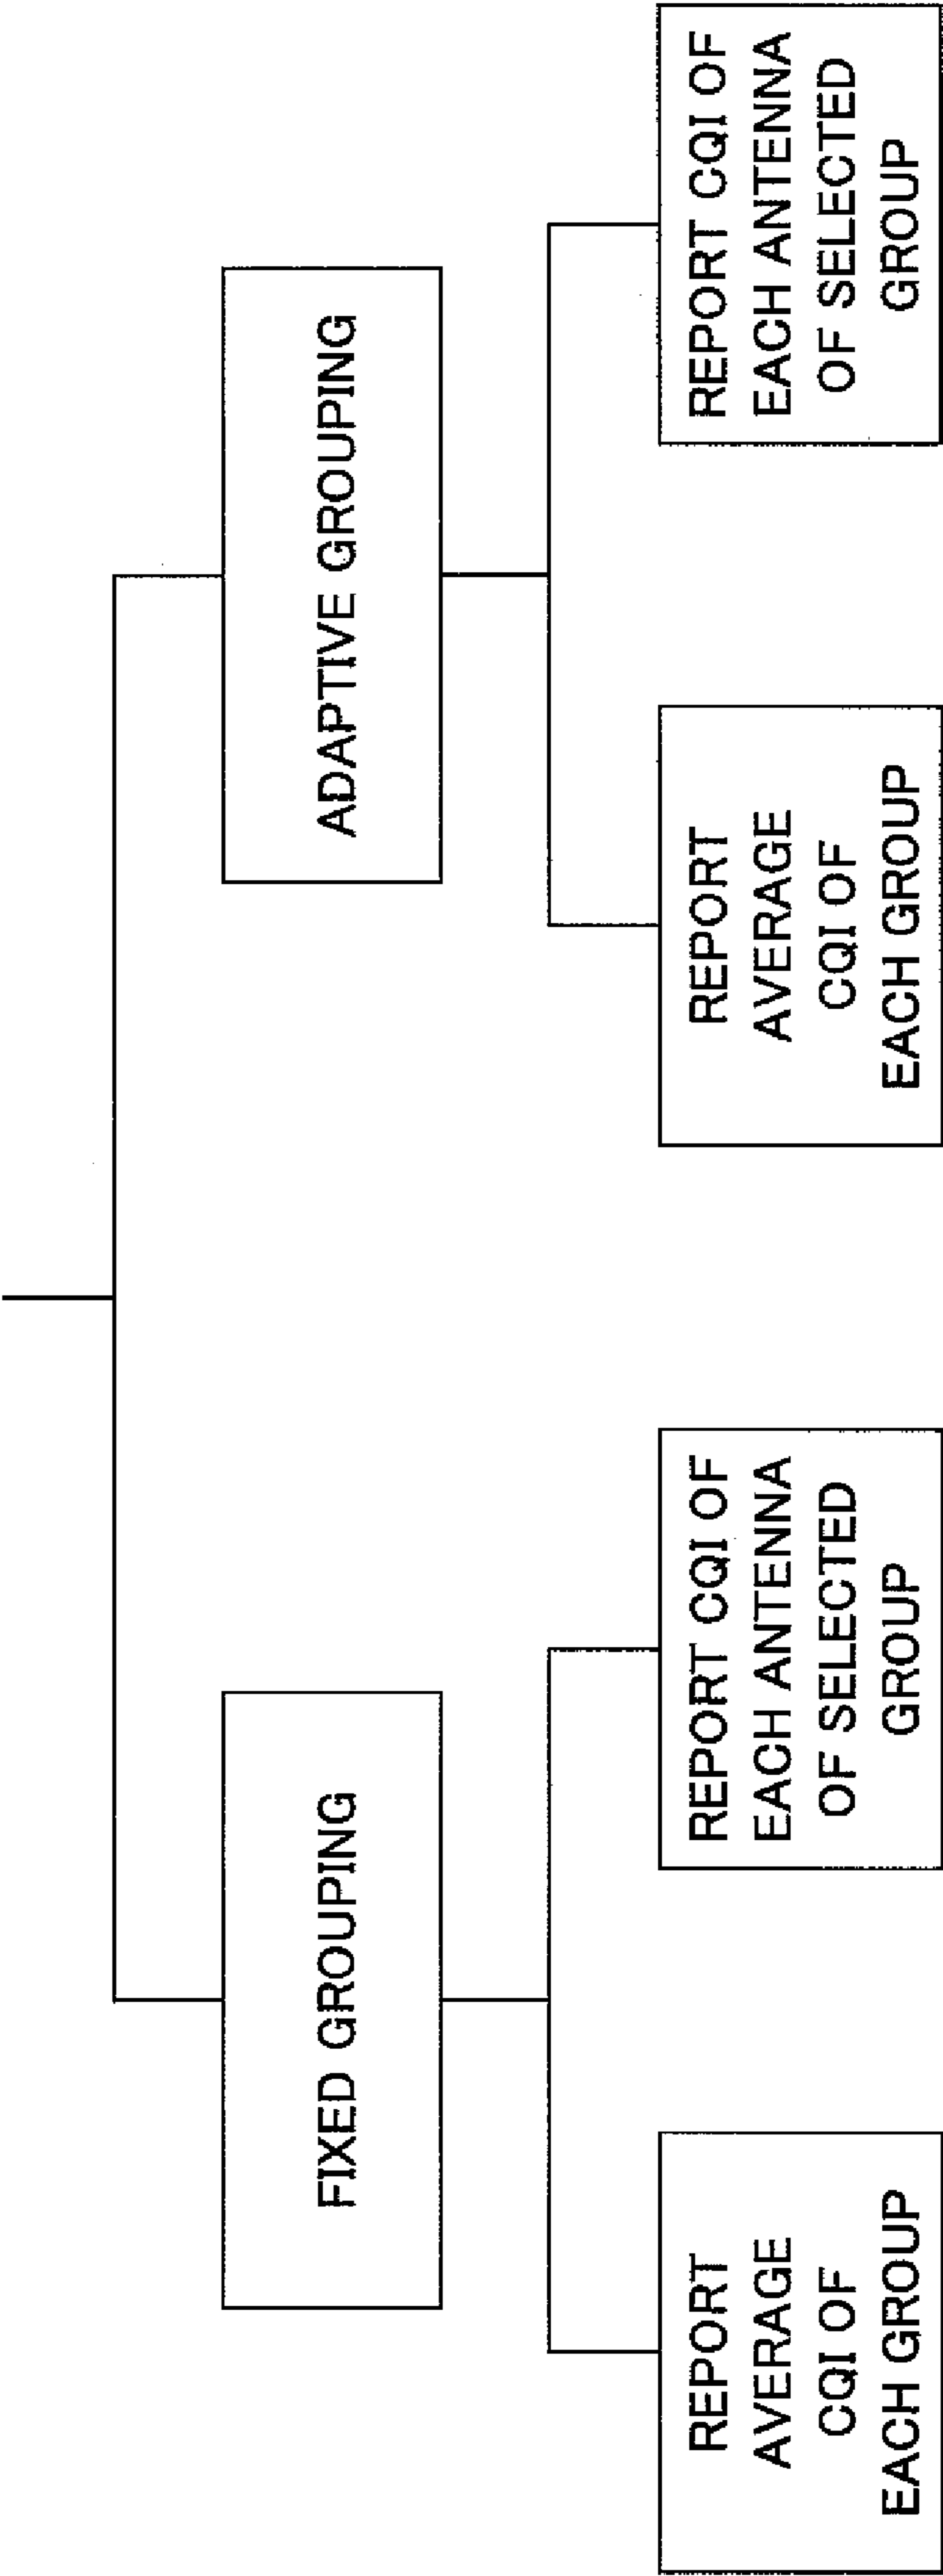 FIXED GROUPING
ADAPTIVE GROUPING
REPORT
AVERAGE
CQI OF
EACH GROUP
REPORT CQI OF
EACH ANTENNA
OF SELECTED
GROUP
REPORT
AVERAGE
CQI OF
EACH GROUP
REPORT CQI OF
EACH ANTENNA
OF SELECTED
GROUP